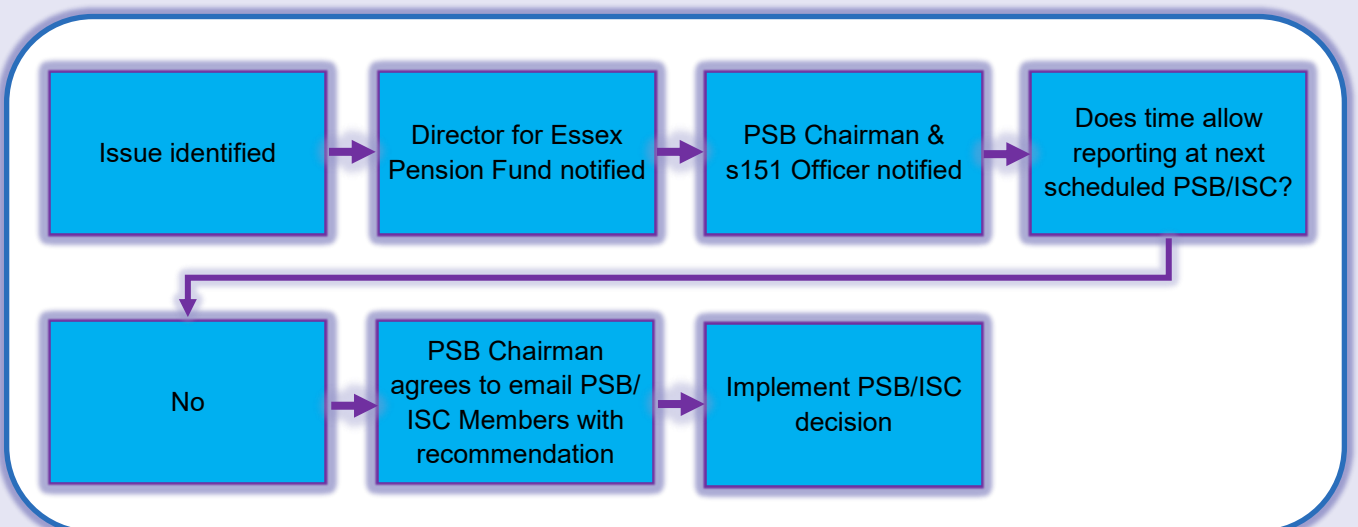 Issue identified
Director for Essex
Pension Fund notified
PSB Chairman &
s151 Officer notified
Does time allow
reporting at next
scheduled PSB/ISC?
No
PSB Chairman
agrees to email PSB/
ISC Members with
recommendation
Implement PSB/ISC
decision